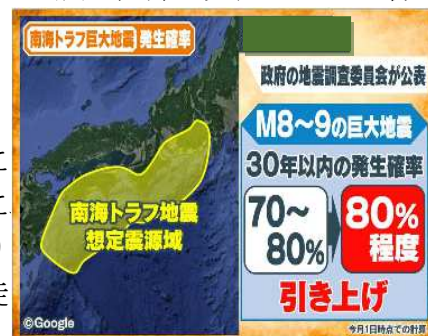 南海トラフ巨大地震 発生確率
政府の地震調査委員会が公表
M8～9の巨大地震
30年以内の発生確率
70～
80%
80%
程度
引き上げ
南海トラフ地震
想定震源域
©Google
今月1日時点での計算